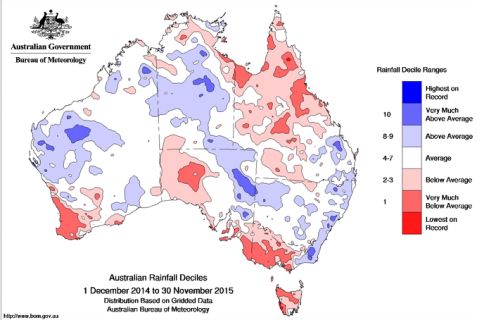 Australian Government
Bureau of Meteorology
Rainfall Decile Ranges
Highest on
Record
10
Very Much
Above Average
8-9
Above Average
4-7
Average
2-3
Below Average
1
Very Much
Below Average
Lowest on
Record
Australian Rainfall Deciles
1 December 2014 to 30 November 2015
Distribution Based on Gridded Data
Australian Bureau of Meteorology
http://www.bom.gov.au